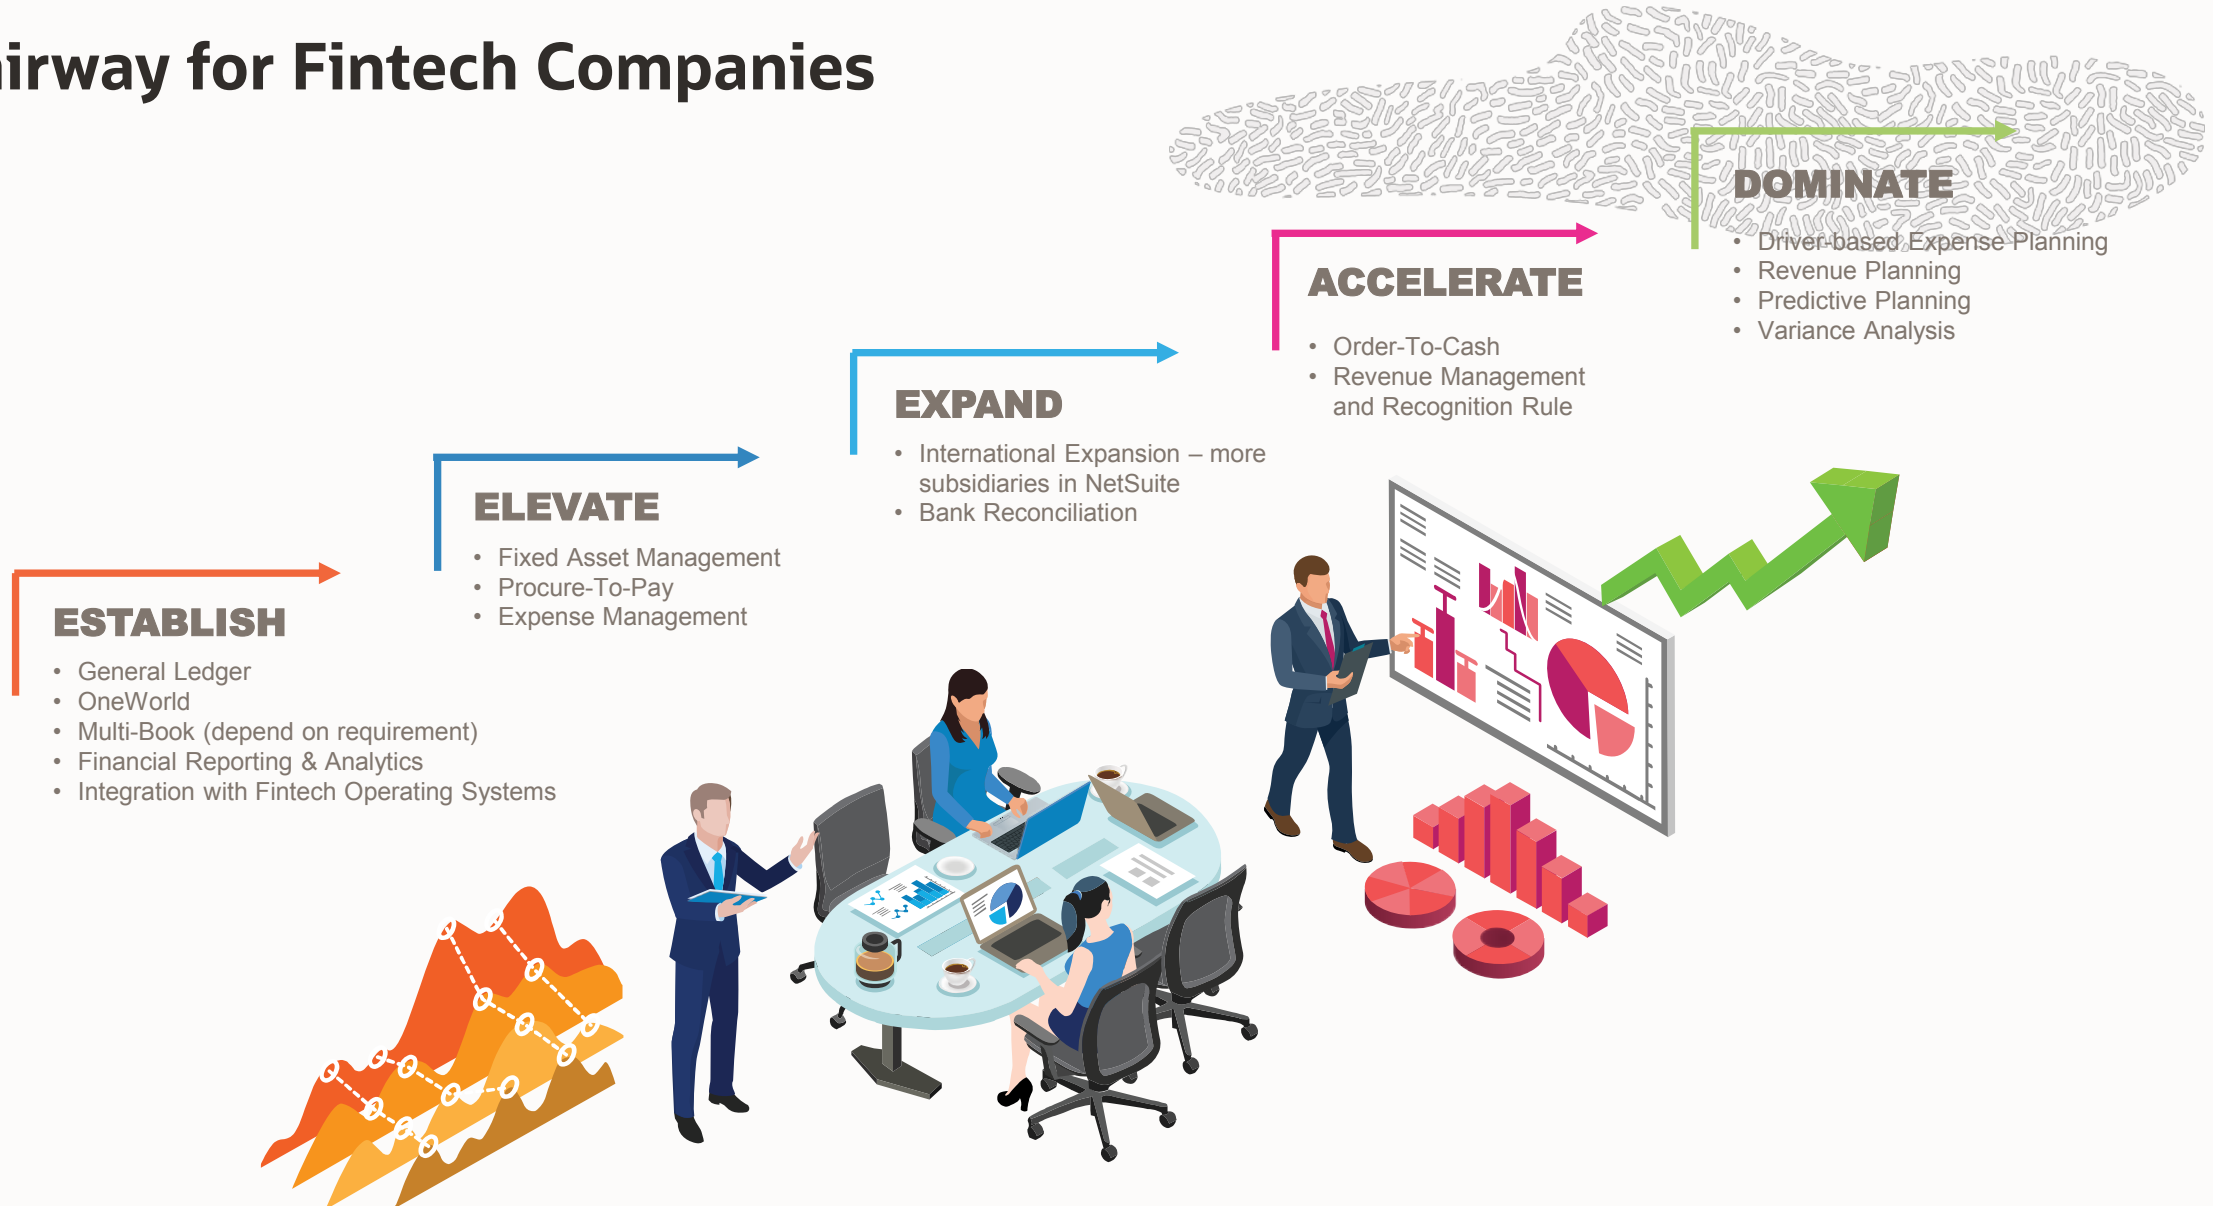 irway for Fintech Companies
ESTABLISH
• General Ledger
• OneWorld
• Multi-Book (depend on requirement)
• Financial Reporting & Analytics
• Integration with Fintech Operating Systems
ELEVATE
• Fixed Asset Management
• Procure-To-Pay
• Expense Management
EXPAND
• International Expansion – more
subsidiaries in NetSuite
• Bank Reconciliation
ACCELERATE
• Order-To-Cash
• Revenue Management
and Recognition Rule
DOMINATE
• Driver-based Expense Planning
• Revenue Planning
• Predictive Planning
• Variance Analysis